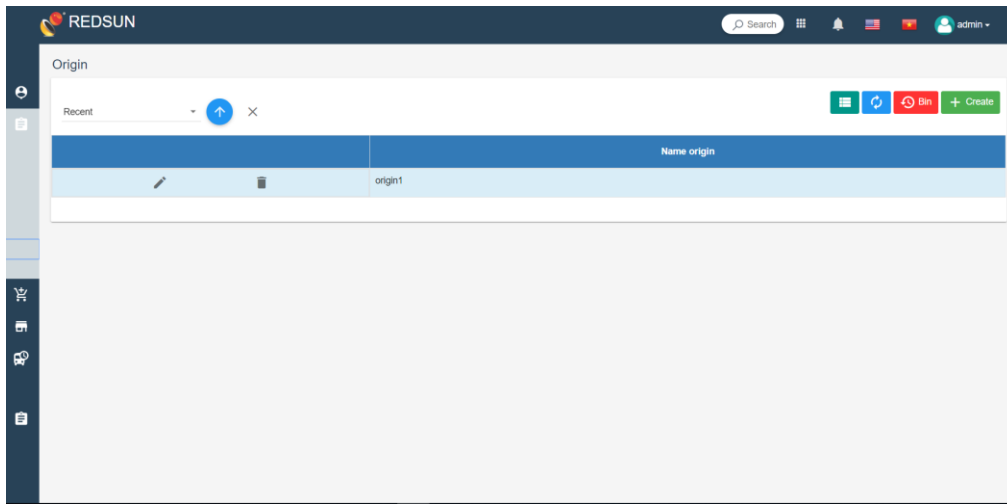 REDSUN
Search
admin
Origin
Recent
Bin
Create
Name origin
origin1